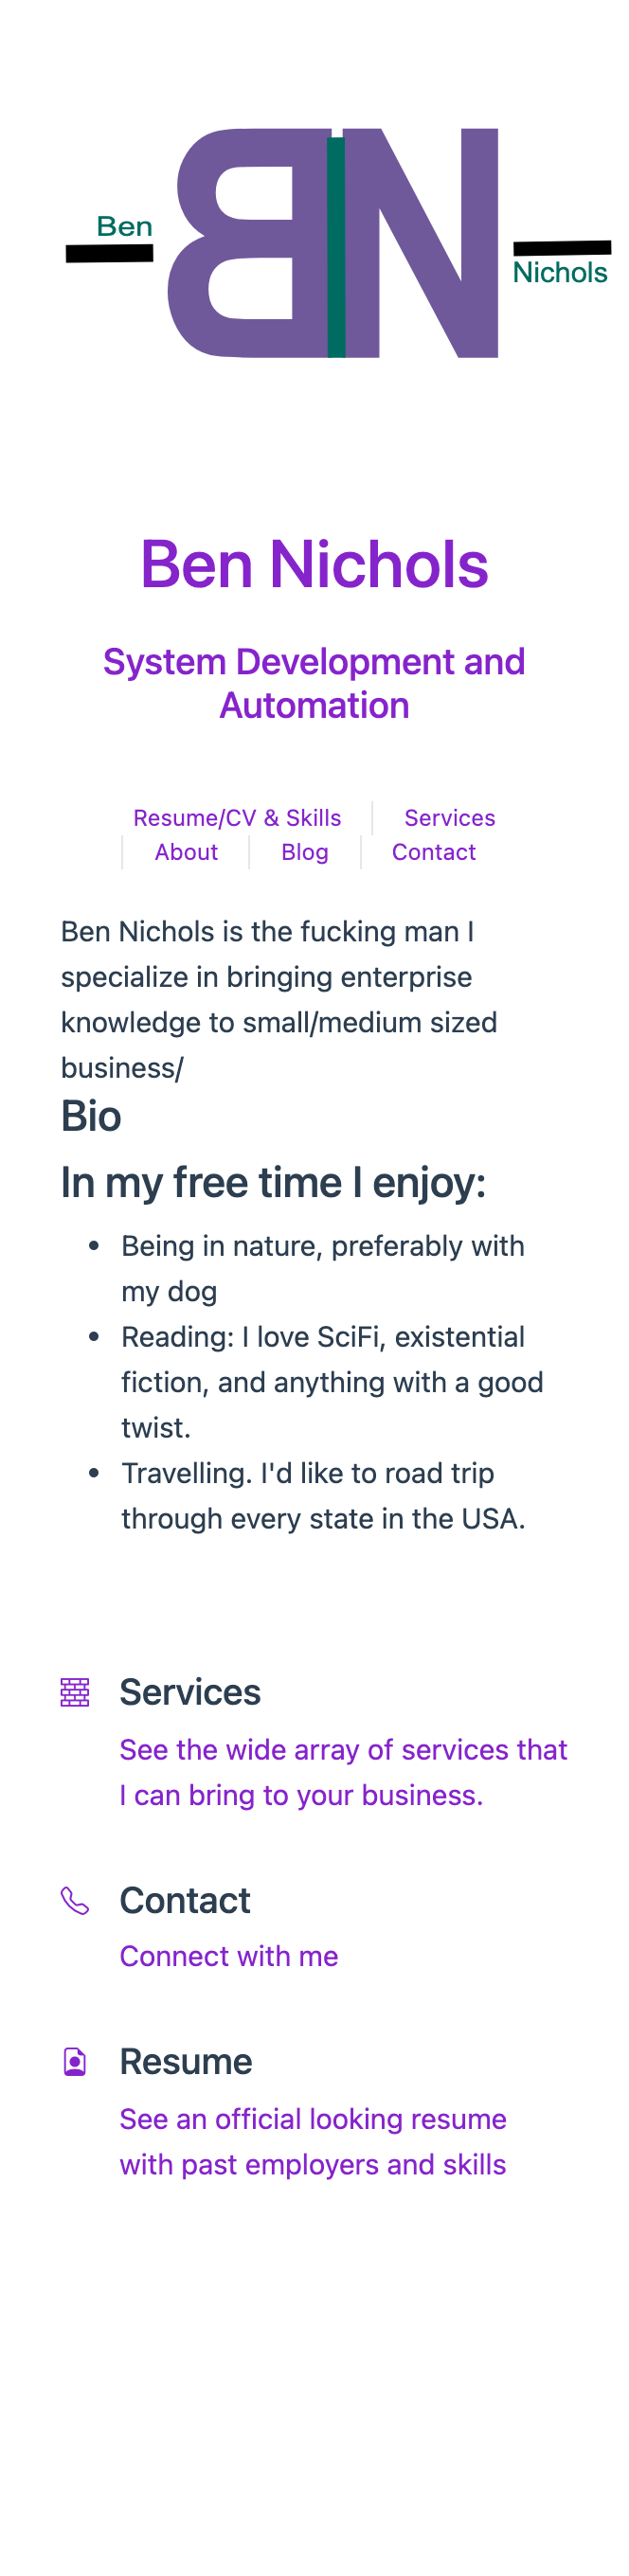 Ben
BN
Nichols
Ben Nichols
System Development and
Automation
Resume/CV & Skills
Services
About
Blog
Contact
Ben Nichols is the fucking man I
specialize in bringing enterprise
knowledge to small/medium sized
business/
Bio
In my free time I enjoy:
• Being in nature, preferably with
my dog
• Reading: I love SciFi, existential
fiction, and anything with a good
twist.
• Travelling. I'd like to road trip
through every state in the USA.
Services
See the wide array of services that
I can bring to your business.
Contact
Connect with me
Resume
See an official looking resume
with past employers and skills